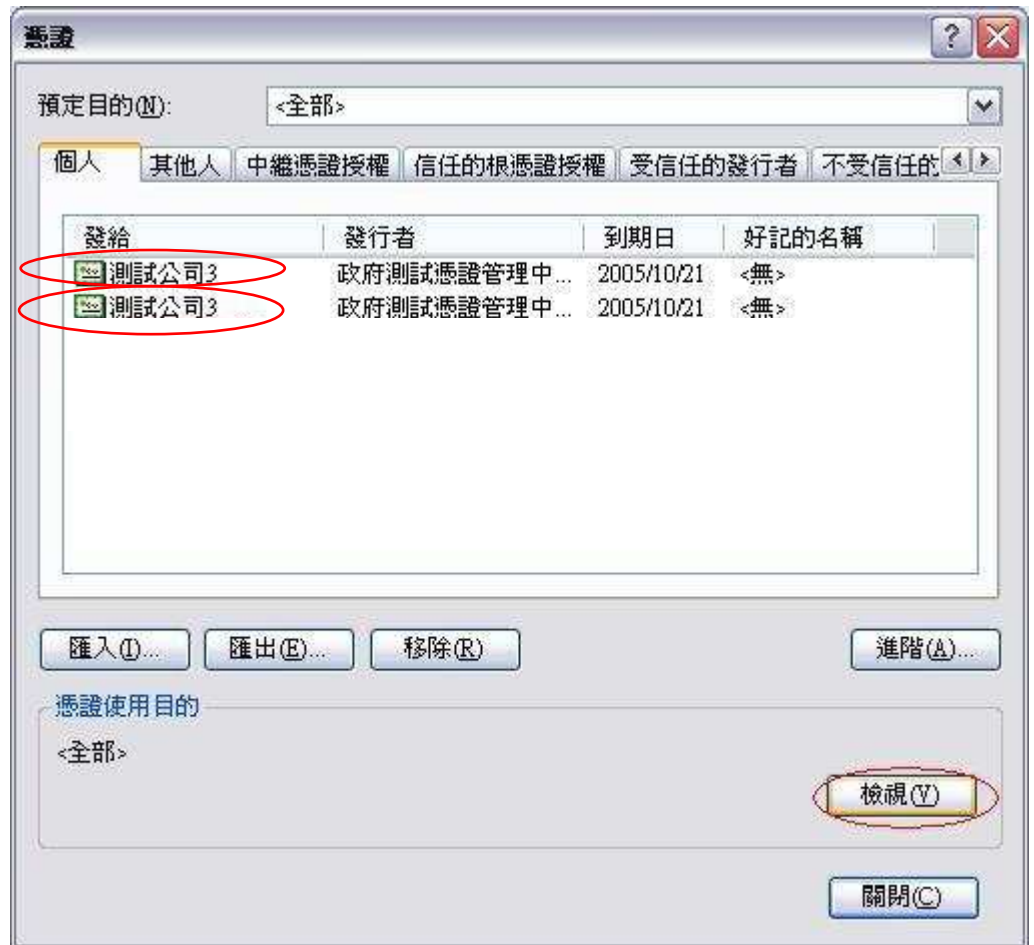 憑證
預定目的(N): <全部>
個人 其他人 中繼憑證授權 信任的根憑證授權 受信任的發行者 不受信任的
發給 發行者 到期日 好記的名稱
測試公司3 政府測試憑證管理中... 2005/10/21 <無>
測試公司3 政府測試憑證管理中... 2005/10/21 <無>
匯入(I)... 匯出(E)... 移除(R) 進階(A)...
憑證使用目的
<全部>
檢視(V)
關閉(C)